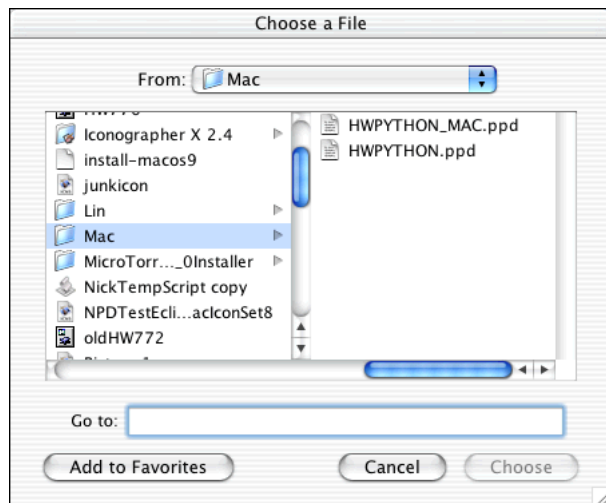 Choose a File
From: Mac
HW770
Iconographer X 2.4
install-macos9
junkicon
Lin
Mac
MicroTorr..._0Installer
NickTempScript copy
NPDTestEcli...acIconSet8
oldHW772
HWPYTHON_MAC.ppd
HWPYTHON.ppd
Go to:
Add to Favorites
Cancel
Choose